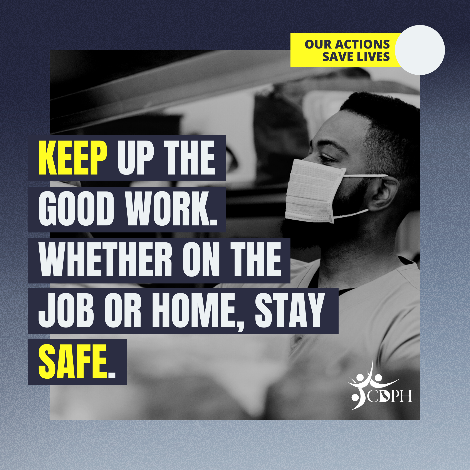 OUR ACTIONS
SAVE LIVES
KEEP UP THE
GOOD WORK.
WHETHER ON THE
JOB OR HOME, STAY
SAFE.
CDPH